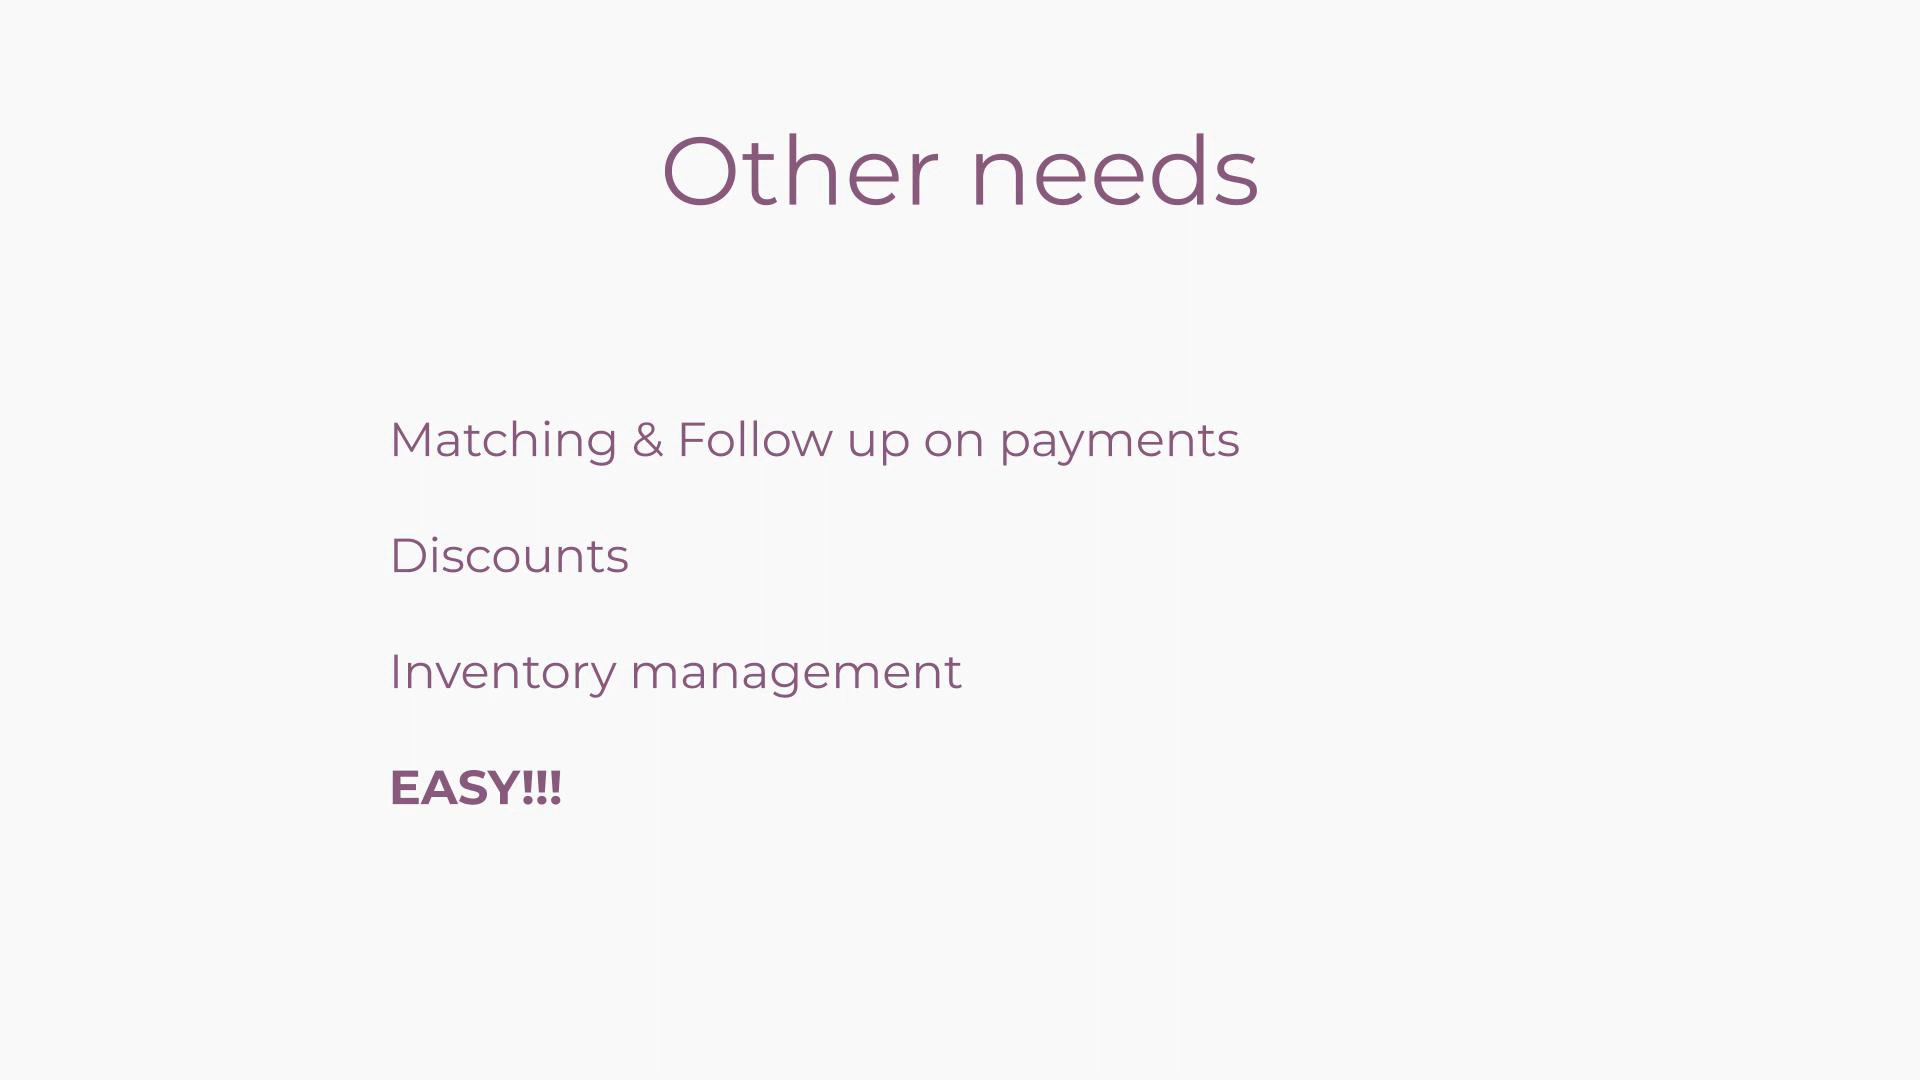 Other needs
Matching & Follow up on payments
Discounts
Inventory management
EASY!!!